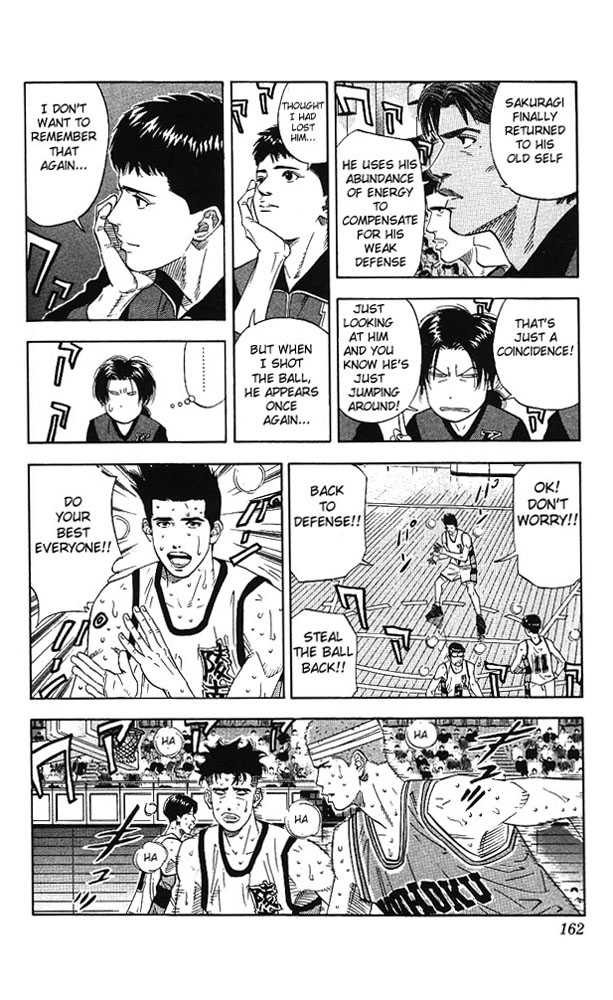 SAKURAGI
FINALLY
RETURNED
TO HIS
OLD SELF
HE USES HIS
ABUNDANCE
OF ENERGY
TO
COMPENSATE
FOR HIS
WEAK
DEFENSE
THAT'S
JUST A
COINCIDENCE!
JUST
LOOKING
AT HIM
AND YOU
KNOW HE'S
JUST
JUMPING
AROUND!
THOUGHT
I HAD
LOST
HIM...
BUT WHEN
I SHOT
THE BALL,
HE APPEARS
ONCE
AGAIN...
I DON'T
WANT TO
REMEMBER
THAT
AGAIN...
........
OK!
DON'T
WORRY!!
BACK
TO
DEFENSE!!
STEAL
THE BALL
BACK!!
DO
YOUR
BEST
EVERYONE!!
HA
HA
HA
HA
HOKU
162